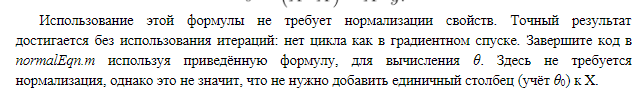 Использование этой формулы не требует нормализации свойств. Точный результат
достигается без использования итераций: нет цикла как в градиентном спуске. Завершите код в
normalEqn.m используя приведённую формулу, для вычисления θ. Здесь не требуется
нормализация, однако это не значит, что не нужно добавить единичный столбец (учёт θ0) к X.